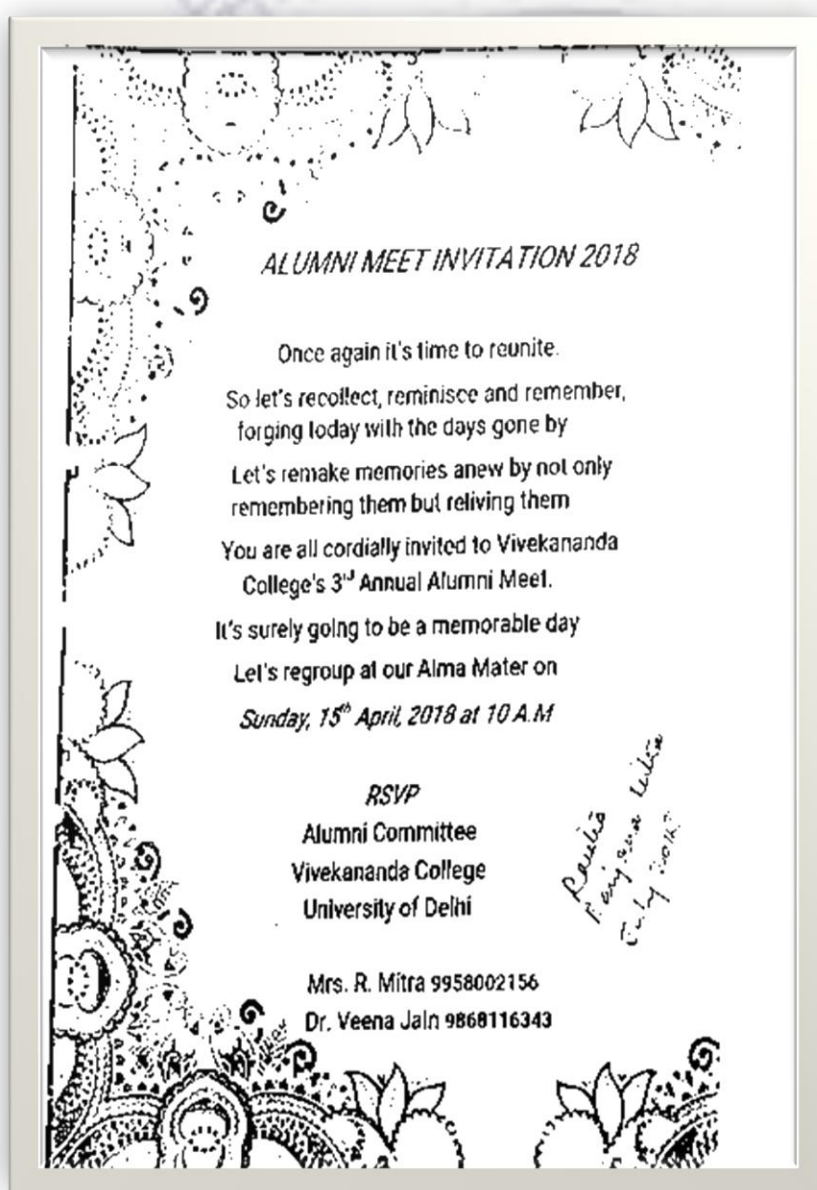 ALUMNI MEET INVITATION 2018
Once again it's time to reunite.
So let's recollect, reminisce and remember,
forging today with the days gone by
Let's remake memories anew by not only
remembering them but reliving them
You are all cordially invited to Vivekananda
College's 3rd Annual Alumni Meet.
It's surely going to be a memorable day
Let's regroup at our Alma Mater on
Sunday, 15th April, 2018 at 10 A.M
RSVP
Alumni Committee
Vivekananda College
University of Delhi
Mrs. R. Mitra 9958002156
Dr. Veena Jain 9868116343